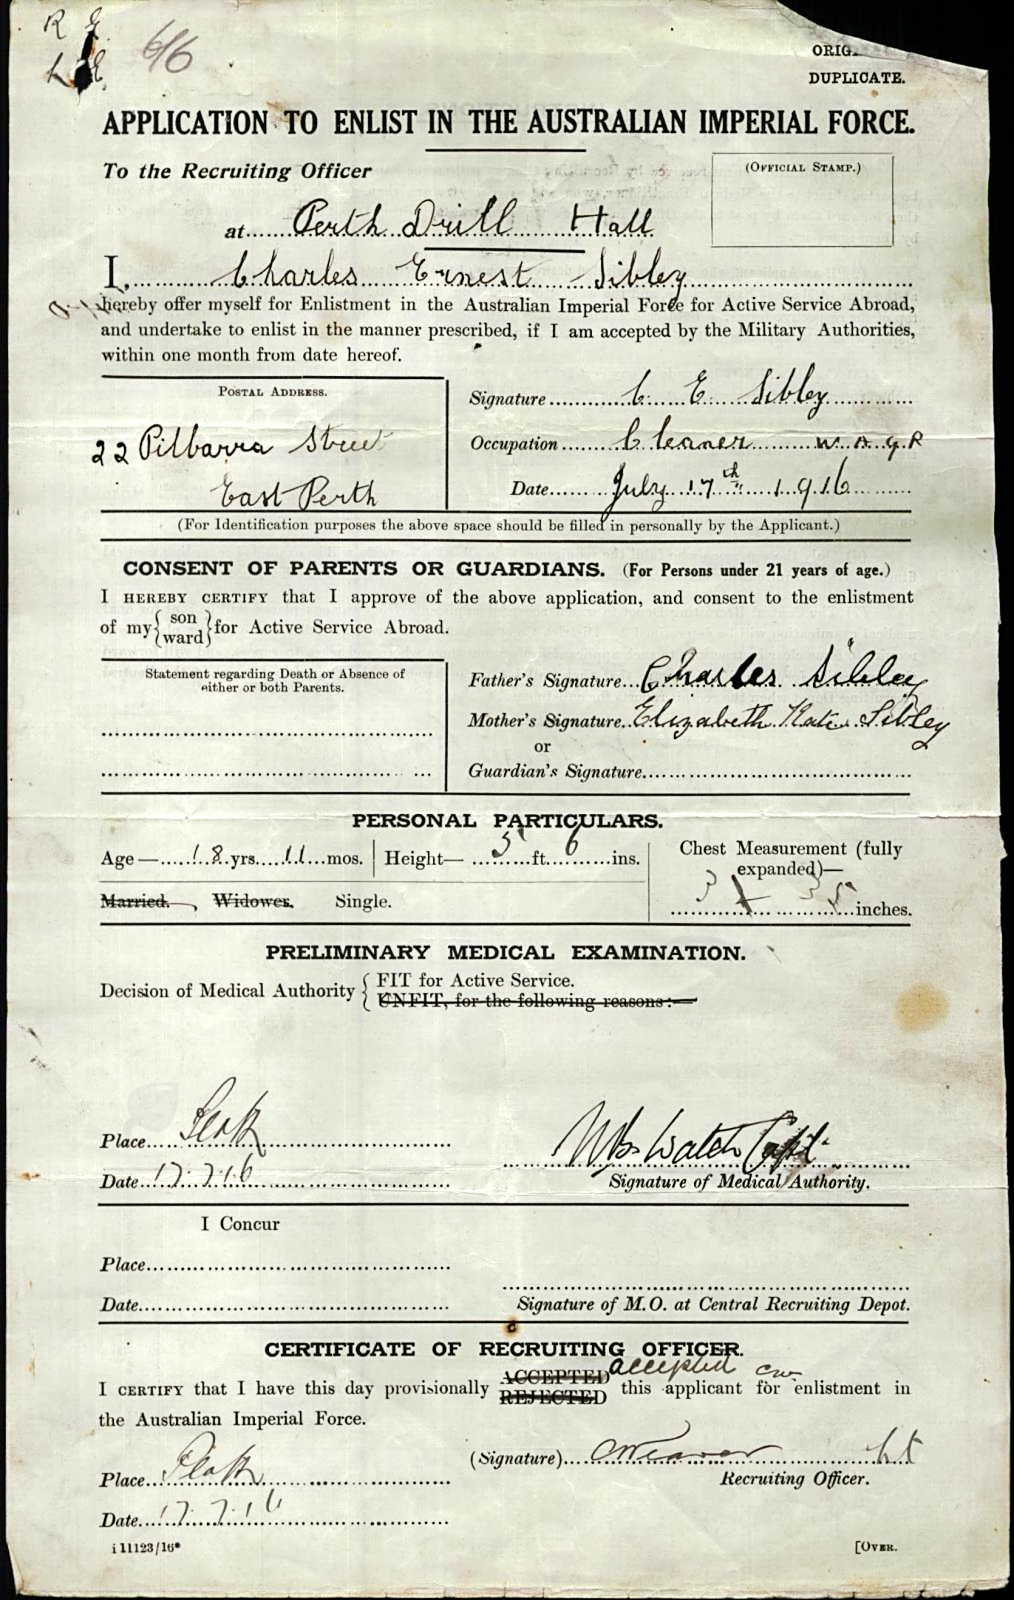 R E.
L E.
6/6
ORIG
DUPLICATE.
APPLICATION TO ENLIST IN THE AUSTRALIAN IMPERIAL FORCE.
To the Recruiting Officer
(OFFICIAL STAMP.)
at Perth Drill Hall
I, Charles Ernest Sibley
hereby offer myself for Enlistment in the Australian Imperial Force for Active Service Abroad,
and undertake to enlist in the manner prescribed, if I am accepted by the Military Authorities,
within one month from date hereof.
POSTAL ADDRESS.
22 Pilbarra Street
East Perth
Signature C E Sibley
Occupation Cleaner W A G R
Date July 17th 1916
(For Identification purposes the above space should be filled in personally by the Applicant.)
CONSENT OF PARENTS OR GUARDIANS. (For Persons under 21 years of age.)
I HEREBY CERTIFY that I approve of the above application, and consent to the enlistment
of my {son ward} for Active Service Abroad.
Statement regarding Death or Absence of
either or both Parents.
Father's Signature Charles Sibley
Mother's Signature Elizabeth Kate Sibley
or
Guardian's Signature
PERSONAL PARTICULARS.
Age — 18 yrs. 11 mos.
Height— 5 ft. 6 ins.
Chest Measurement (fully
expanded)—
35 inches.
Married. Widower. Single.
PRELIMINARY MEDICAL EXAMINATION.
Decision of Medical Authority { FIT for Active Service.
UNFIT, for the following reasons:—
Place Perth
Date 17.7.16
Capt.
Signature of Medical Authority.
I Concur
Place
Date
Signature of M.O. at Central Recruiting Depot.
CERTIFICATE OF RECRUITING OFFICER.
accepted CW
I CERTIFY that I have this day provisionally ACCEPTED REJECTED this applicant for enlistment in
the Australian Imperial Force.
(Signature) C Weaver Lt
Recruiting Officer.
Place Perth
Date 17.7.16
i 11123/16*
[OVER.